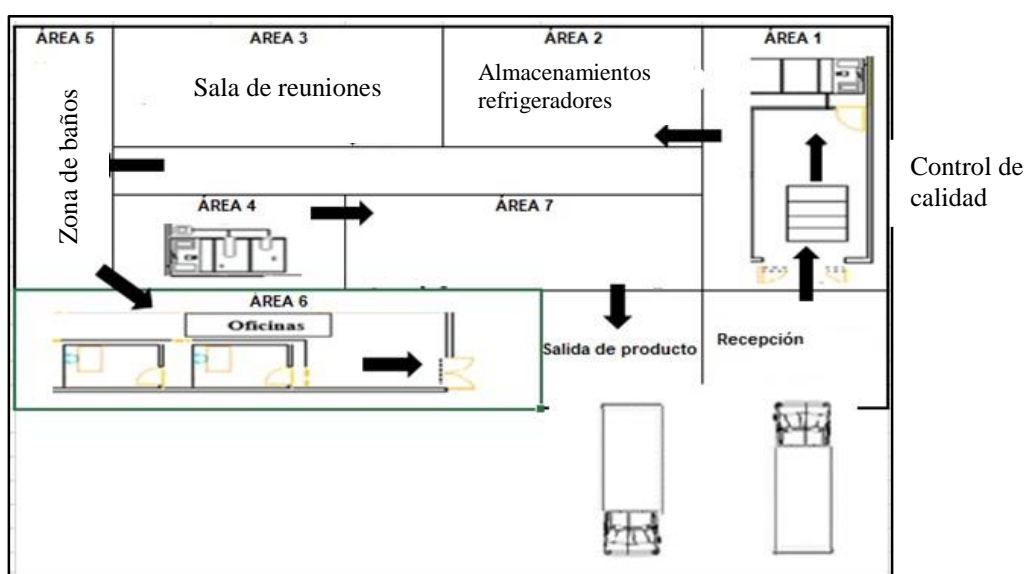 ÁREA 5
AREA 3
ÁREA 2
ÁREA 1
Sala de reuniones
Almacenamientos
refrigeradores
Zona de baños
Control de
calidad
ÁREA 4
ÁREA 7
ÁREA 6
Oficinas
Salida de producto
Recepción